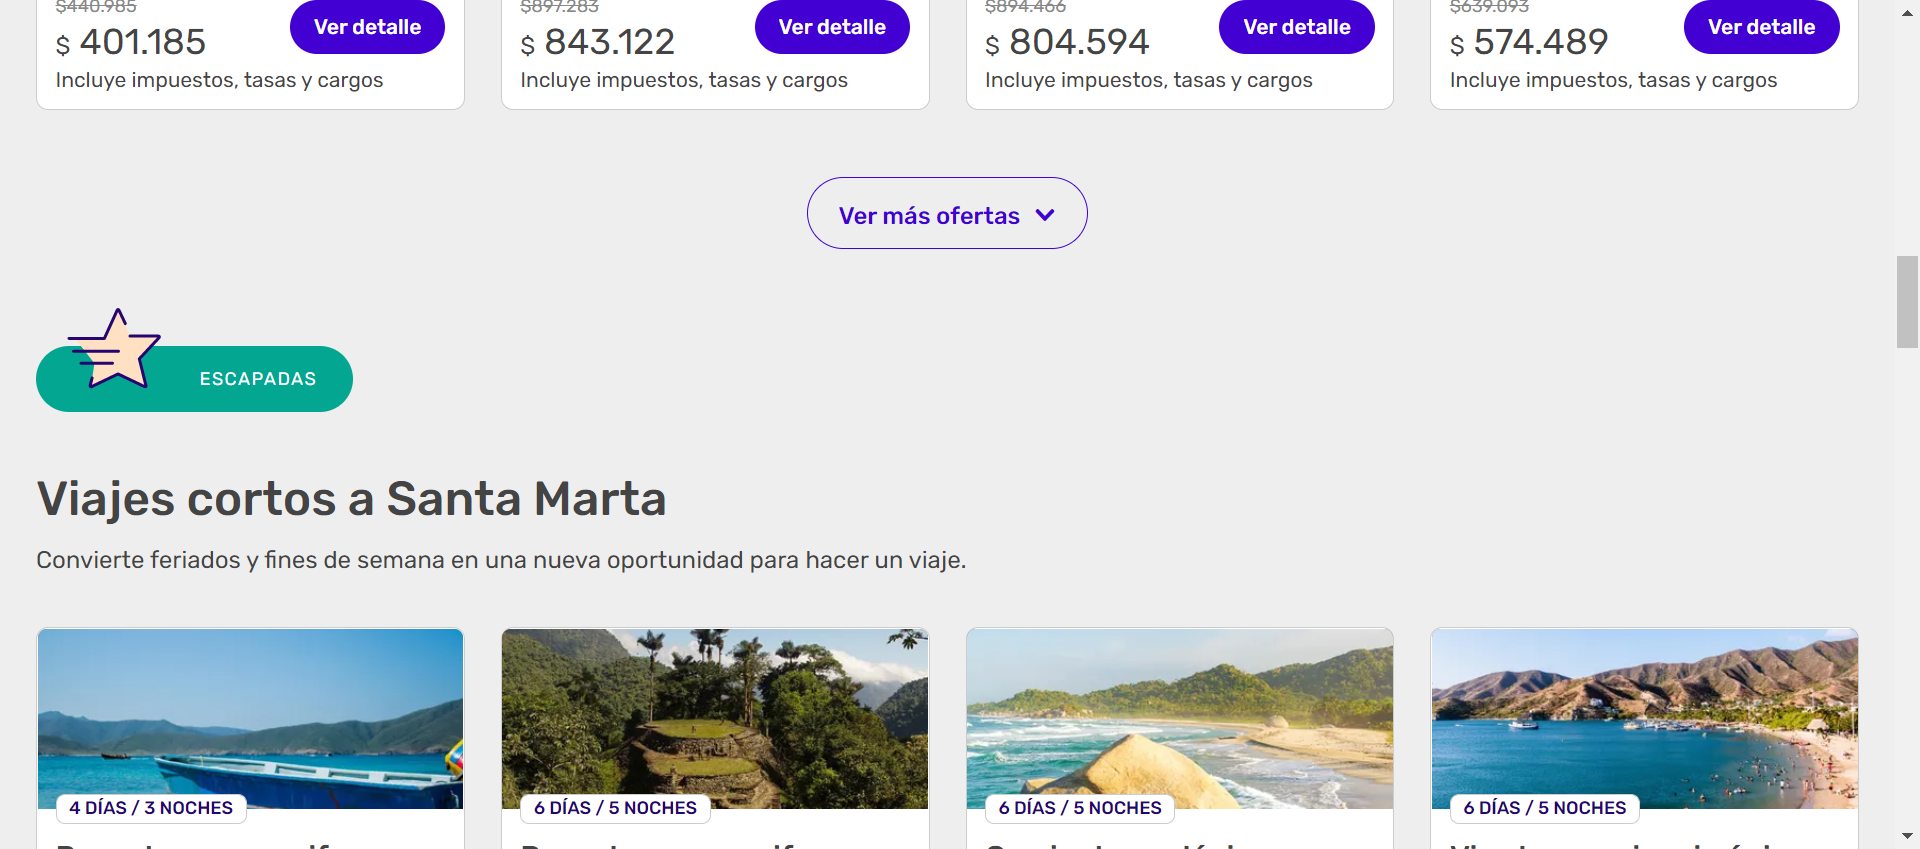 $440.985
$ 401.185
Ver detalle
Incluye impuestos, tasas y cargos
$897.283
$ 843.122
Ver detalle
Incluye impuestos, tasas y cargos
$894.466
$ 804.594
Ver detalle
Incluye impuestos, tasas y cargos
$639.093
$ 574.489
Ver detalle
Incluye impuestos, tasas y cargos
Ver más ofertas
ESCAPADAS
Viajes cortos a Santa Marta
Convierte feriados y fines de semana en una nueva oportunidad para hacer un viaje.
4 DÍAS / 3 NOCHES
6 DÍAS / 5 NOCHES
6 DÍAS / 5 NOCHES
6 DÍAS / 5 NOCHES